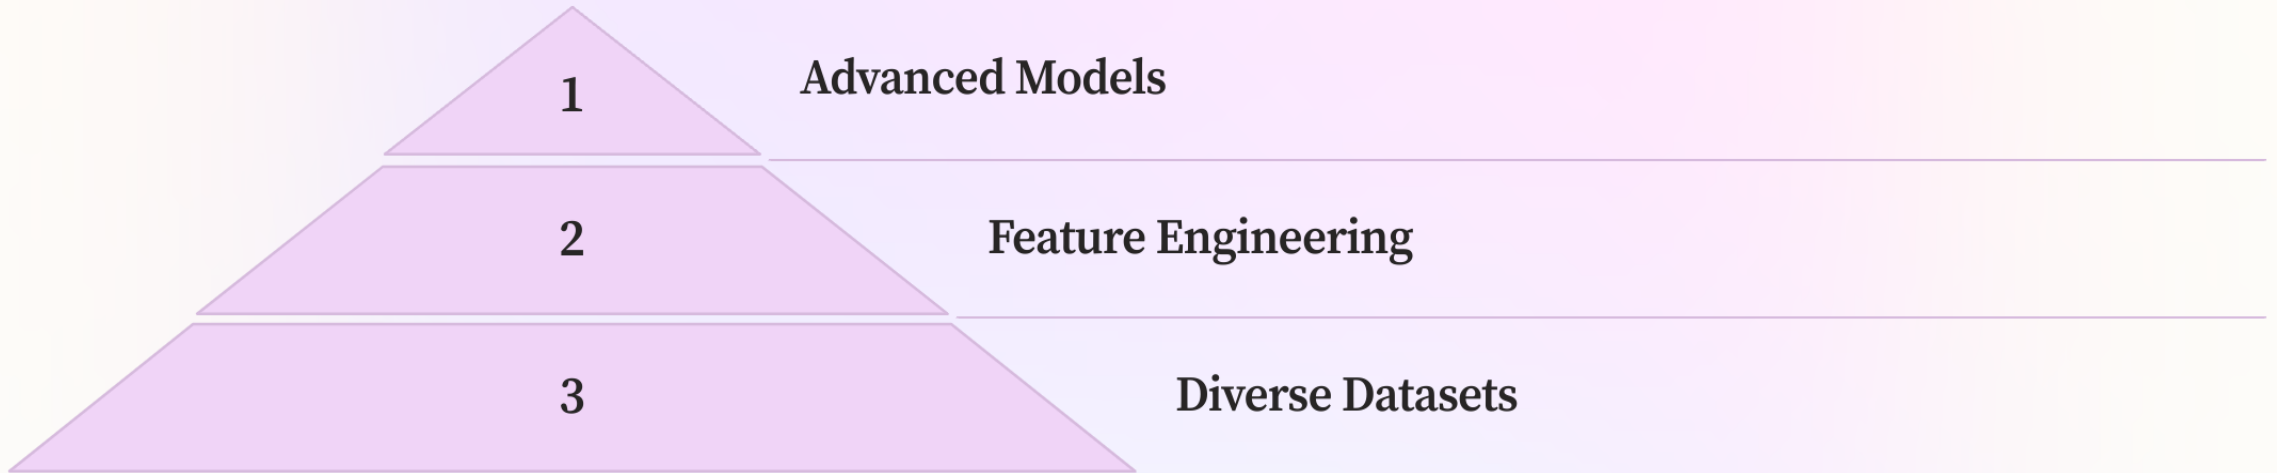 1
Advanced Models
2
Feature Engineering
3
Diverse Datasets